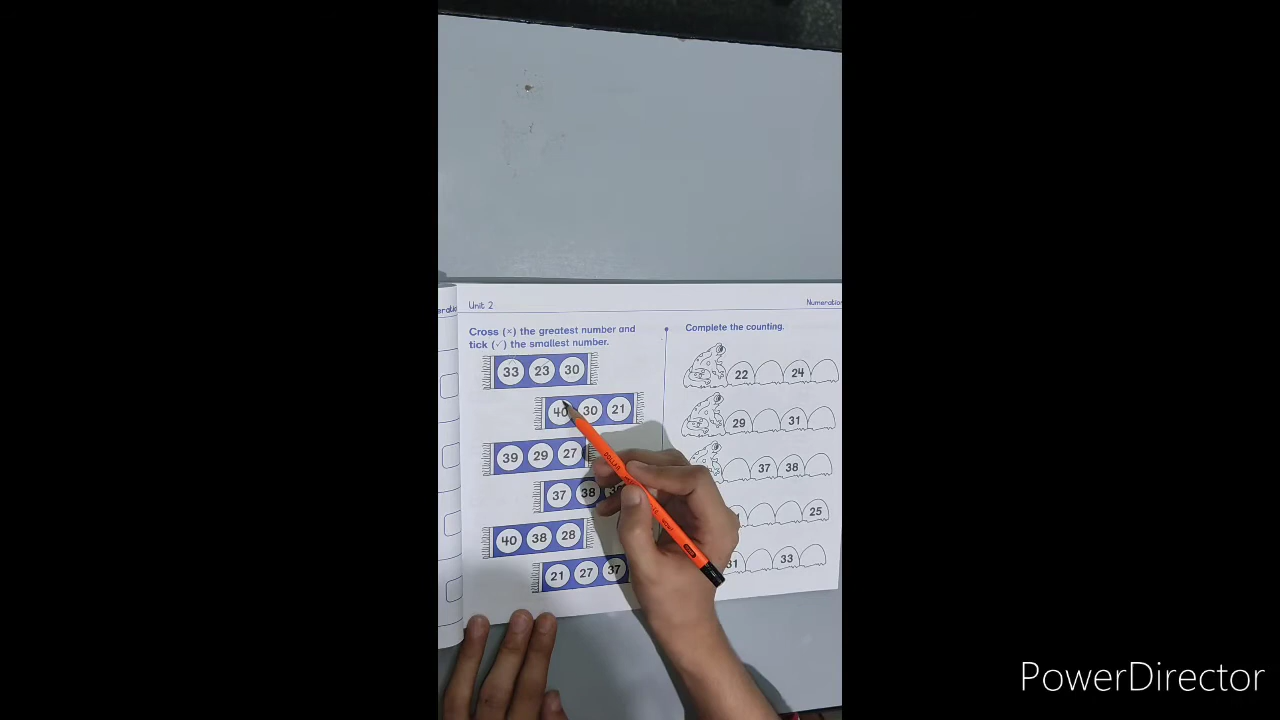 Unit 2
Numeration
Cross (×) the greatest number and
tick (✓) the smallest number.
33 23 30
40 30 21
39 29 27
37 38
40 38 28
21 27 37
Complete the counting.
22 24
29 31
37 38
25
31 33
DOLLAR
PowerDirector